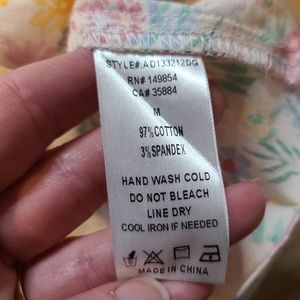 STYLE#:AD133212DG
RN# 149854
CA# 35884
M
97%COTTON
3%SPANDEX
HAND WASH COLD
DO NOT BLEACH
LINE DRY
COOL IRON IF NEEDED
MADE IN CHINA